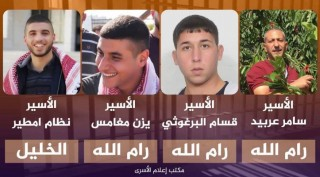 الأسير
سامر عربيد
رام الله
الأسير
قسام البرغوثي
رام الله
الأسير
يزن مغامس
رام الله
الأسير
نظام امطير
الخليل
مكتب إعلام الأسرى